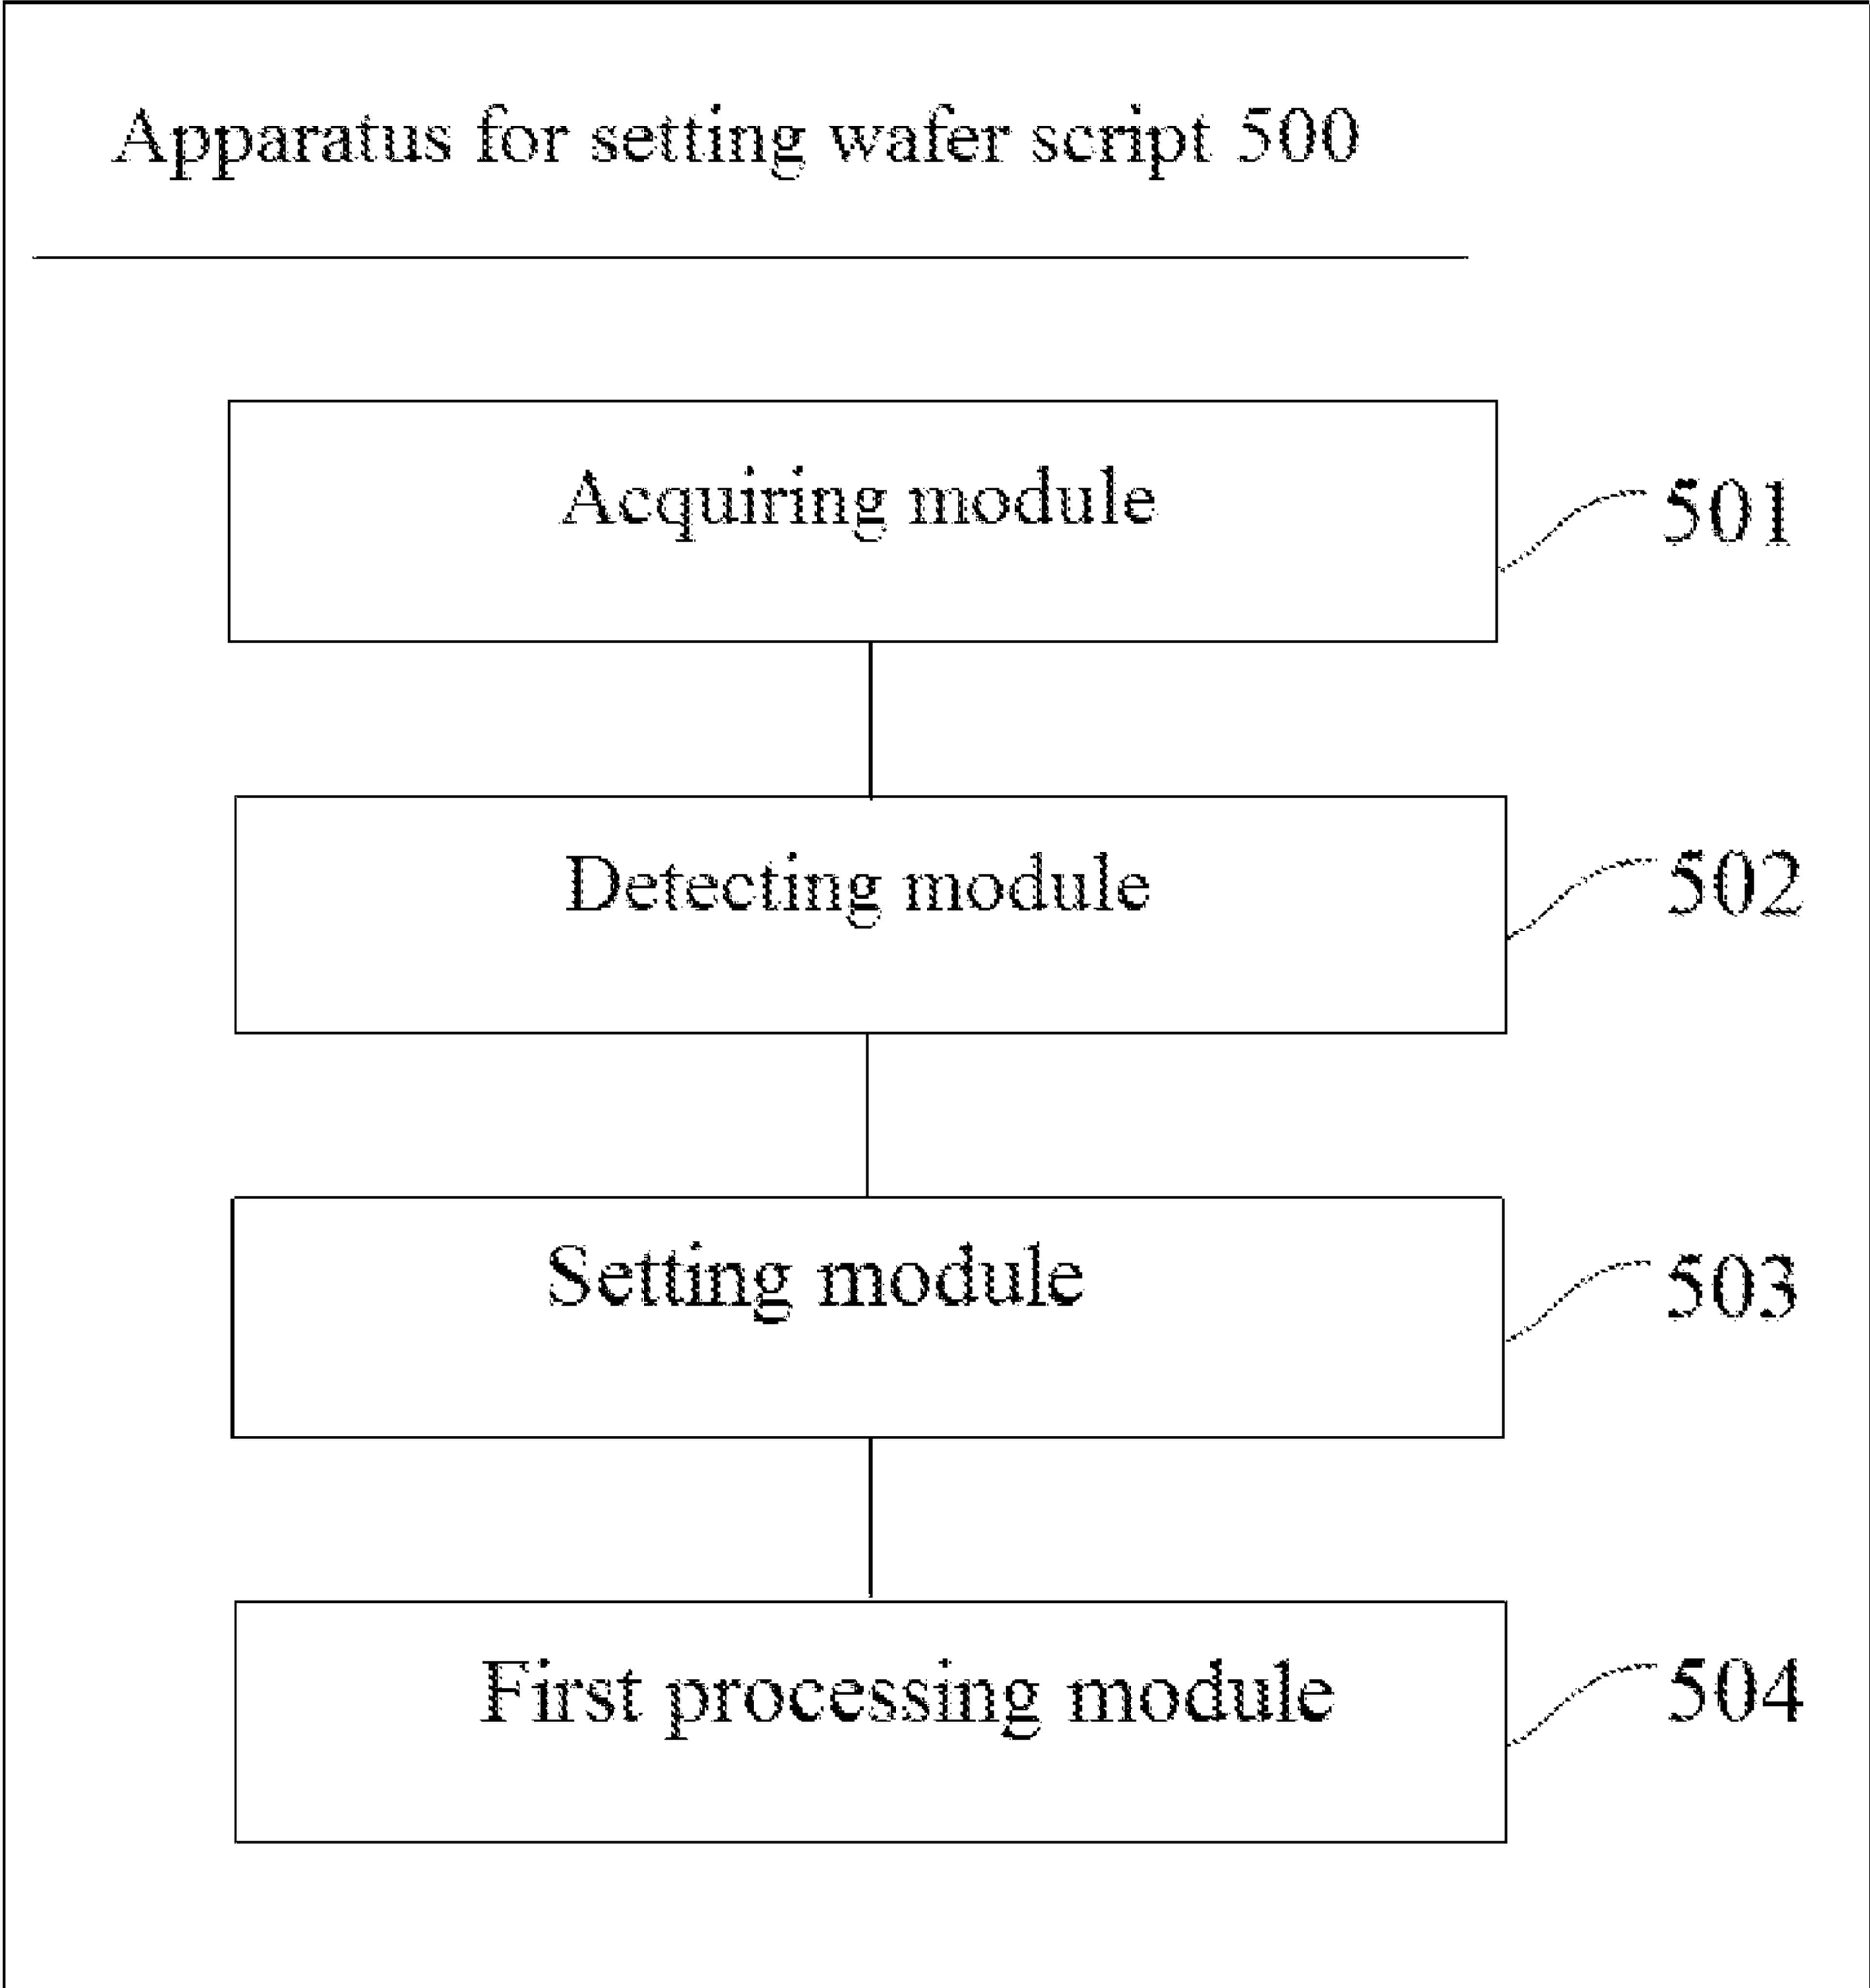 Apparatus for setting wafer script 500
Acquiring module
501
Detecting module
502
Setting module
503
First processing module
504